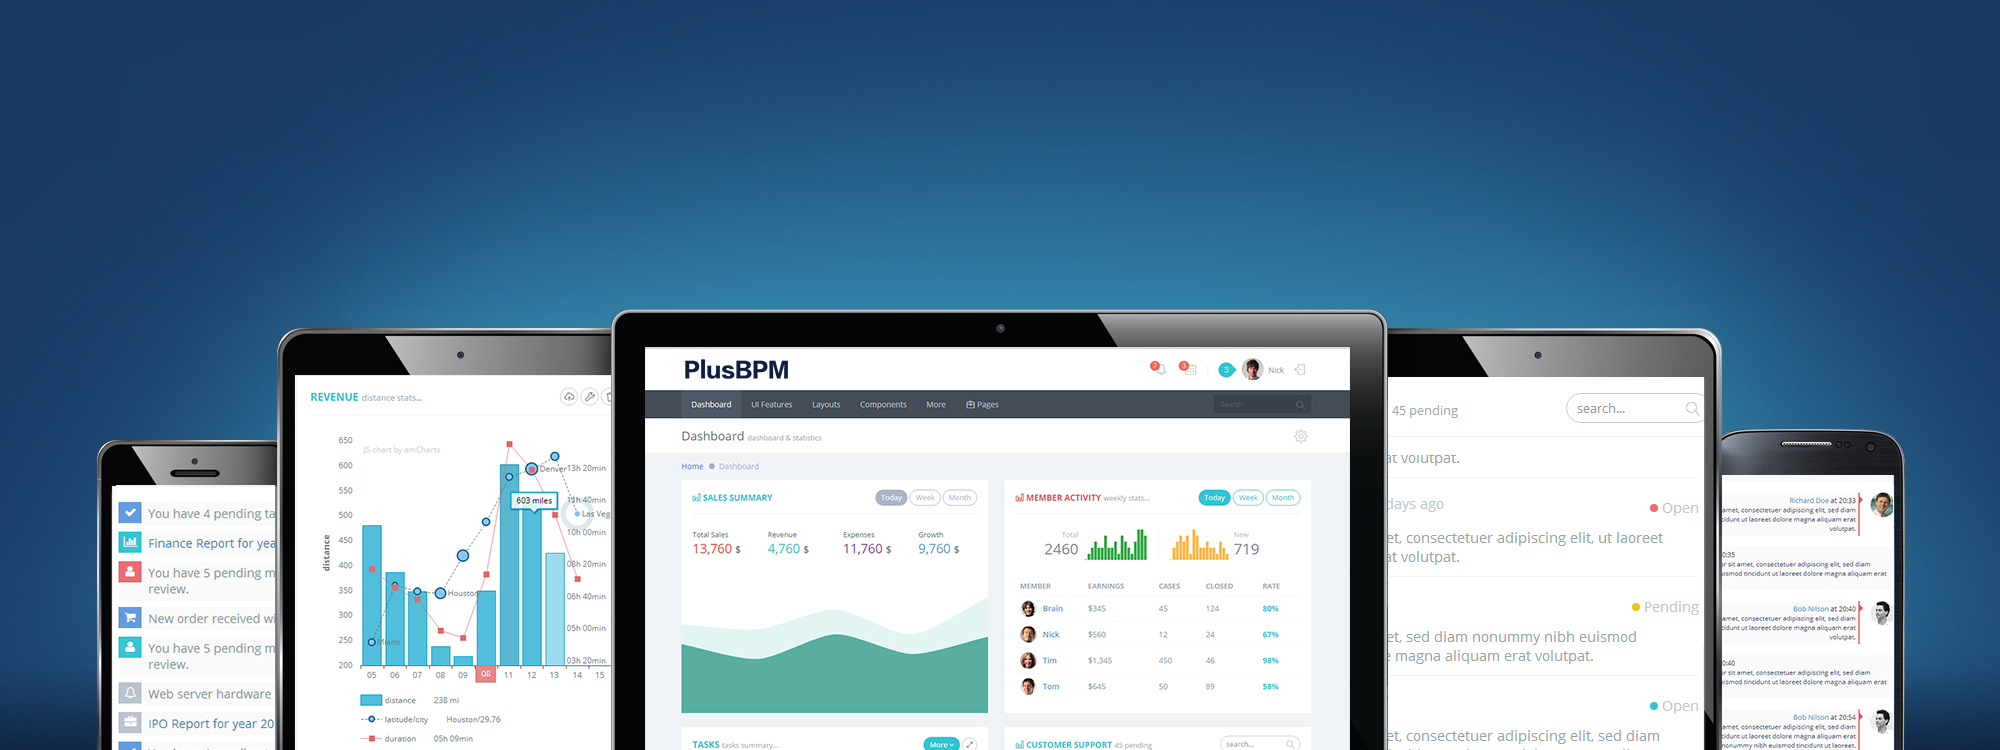 You have 4 pending ta
Finance Report for yea
You have 5 pending m
review.
New order received wi
You have 5 pending m
review.
Web server hardware
IPO Report for year 20
REVENUE distance stats...
JS chart by amCharts
650
600
550
500
450
400
350
300
250
200
distance
Denver
603 miles
Las Veg
Houston
Miami
13h 20min
11h 40min
10h 00min
08h 20min
06h 40min
05h 00min
03h 20min
05 06 07 08 09 08 11 12 13 14 15
distance 238 mi
latitude/city Houston/29.76
duration 05h 09min
PlusBPM
7 3 3 Nick
Dashboard UI Features Layouts Components More Pages Search
Dashboard dashboard & statistics
Home Dashboard
SALES SUMMARY Today Week Month
Total Sales Revenue Expenses Growth
13,760 $ 4,760 $ 11,760 $ 9,760 $
MEMBER ACTIVITY weekly stats... Today Week Month
Total New
2460 719
MEMBER EARNINGS CASES CLOSED RATE
Brain $345 45 124 80%
Nick $560 12 24 67%
Tim $1,345 450 46 98%
Tom $645 50 89 58%
TASKS tasks summary... More
CUSTOMER SUPPORT 45 pending search...
45 pending search...
at volutpat.
days ago Open
et, consectetuer adipiscing elit, ut laoreet
at volutpat.
Pending
et, sed diam nonummy nibh euismod
e magna aliquam erat volutpat.
Open
et, consectetuer adipiscing elit, sed diam
Richard Doe at 20:33
amet, consectetuer adipiscing elit, sed diam
cidunt ut laoreet dolore magna aliquam erat
volutpat.
0:35
or sit amet, consectetuer adipiscing elit, sed diam
uismod tincidunt ut laoreet dolore magna aliquam erat
Bob Nilson at 20:40
amet, consectetuer adipiscing elit, sed diam
cidunt ut laoreet dolore magna aliquam erat
volutpat.
0:40
or sit amet, consectetuer adipiscing elit, sed diam
uismod tincidunt ut laoreet dolore magna aliquam erat
Bob Nilson at 20:54
amet, consectetuer adipiscing elit, sed diam
nonummy nibh euismod tincidunt ut laoreet
dolore magna aliquam erat volutpat.